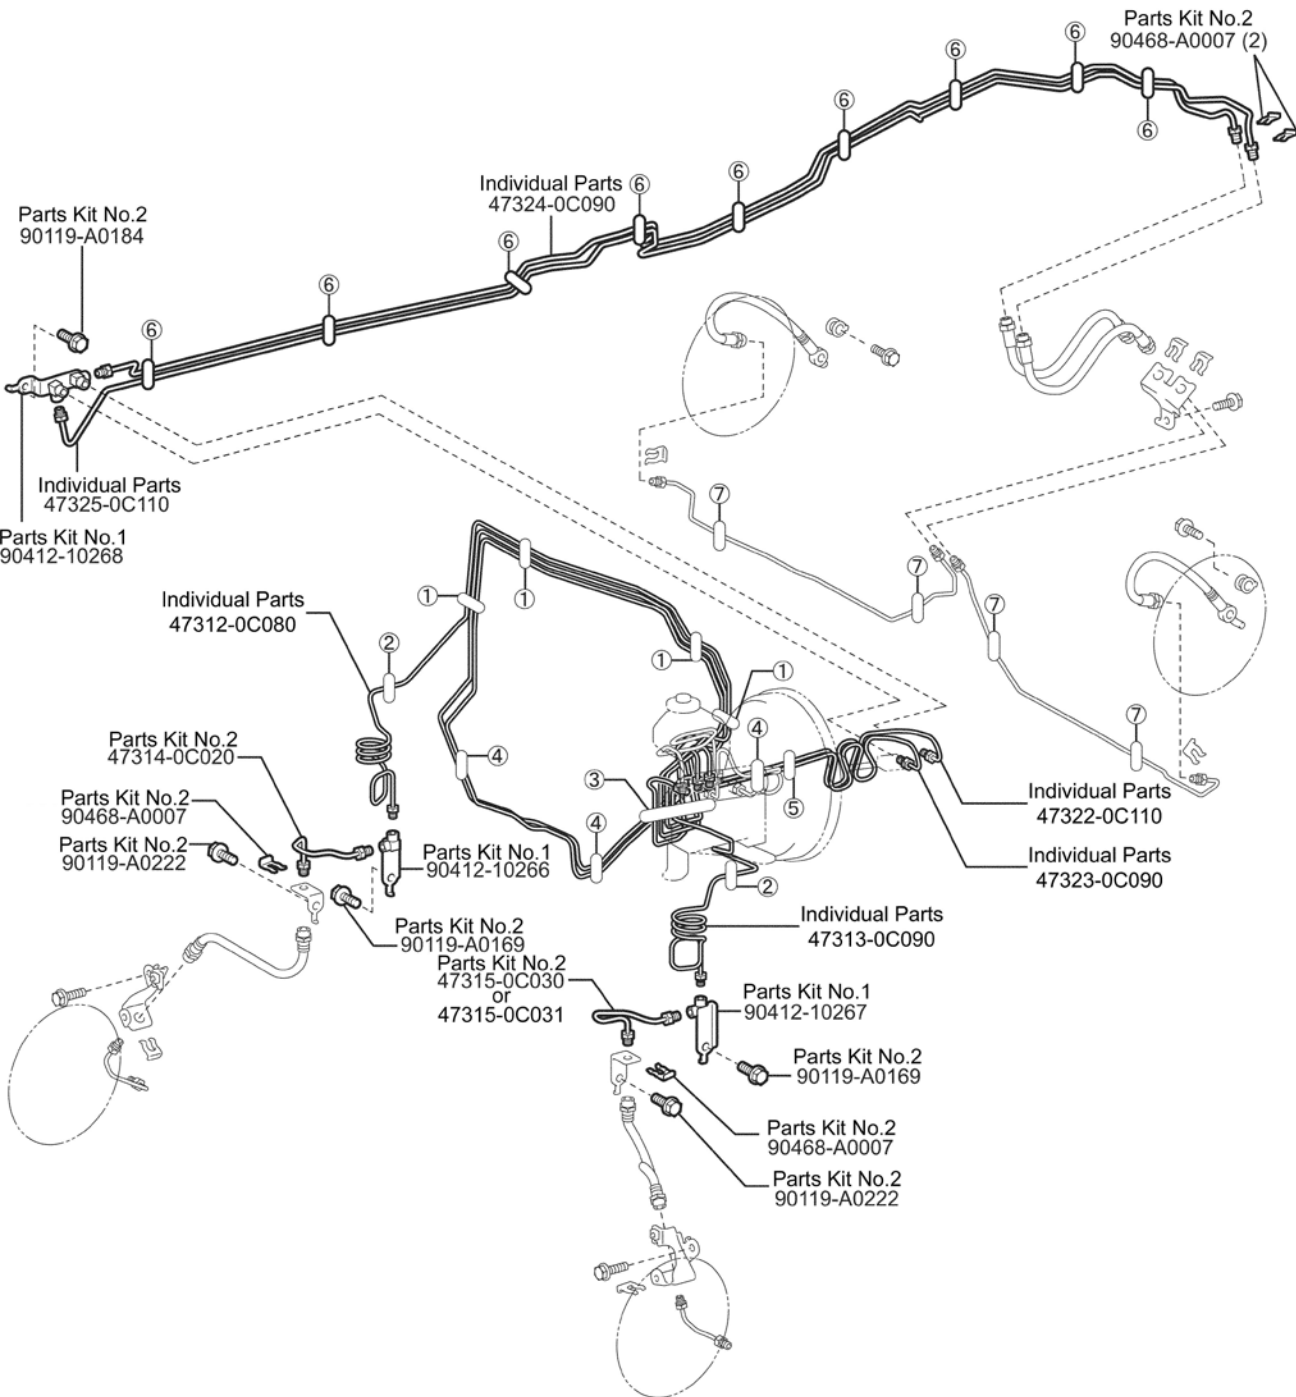 Parts Kit No.2
90468-A0007 (2)
⑥
⑥
⑥
⑥
⑥
⑥
Individual Parts
47324-0C090
⑥
⑥
⑥
⑥
Parts Kit No.2
90119-A0184
Individual Parts
47325-0C110
Parts Kit No.1
90412-10268
⑦
⑦
⑦
⑦
①
①
①
①
Individual Parts
47312-0C080
②
Parts Kit No.2
47314-0C020
④
④
③
④
⑤
Parts Kit No.2
90468-A0007
Parts Kit No.2
90119-A0222
Parts Kit No.1
90412-10266
Individual Parts
47322-0C110
Individual Parts
47323-0C090
②
Parts Kit No.2
90119-A0169
Individual Parts
47313-0C090
Parts Kit No.2
47315-0C030
or
47315-0C031
Parts Kit No.1
90412-10267
Parts Kit No.2
90119-A0169
Parts Kit No.2
90468-A0007
Parts Kit No.2
90119-A0222